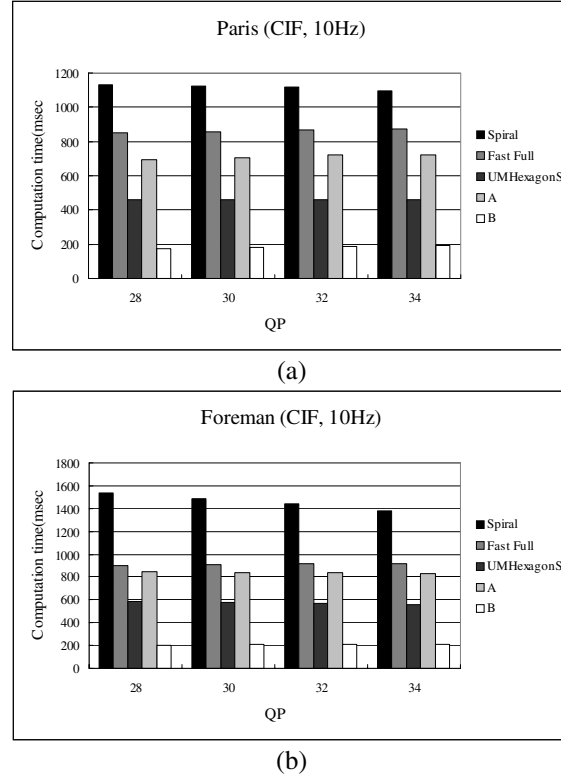 Paris (CIF, 10Hz)
Computation time(msec
1200
1000
800
600
400
200
0
28 30 32 34
QP
Spiral
Fast Full
UMHexagonS
A
B
(a)
Foreman (CIF, 10Hz)
Computation time(msec
1800
1600
1400
1200
1000
800
600
400
200
0
28 30 32 34
QP
Spiral
Fast Full
UMHexagonS
A
B
(b)